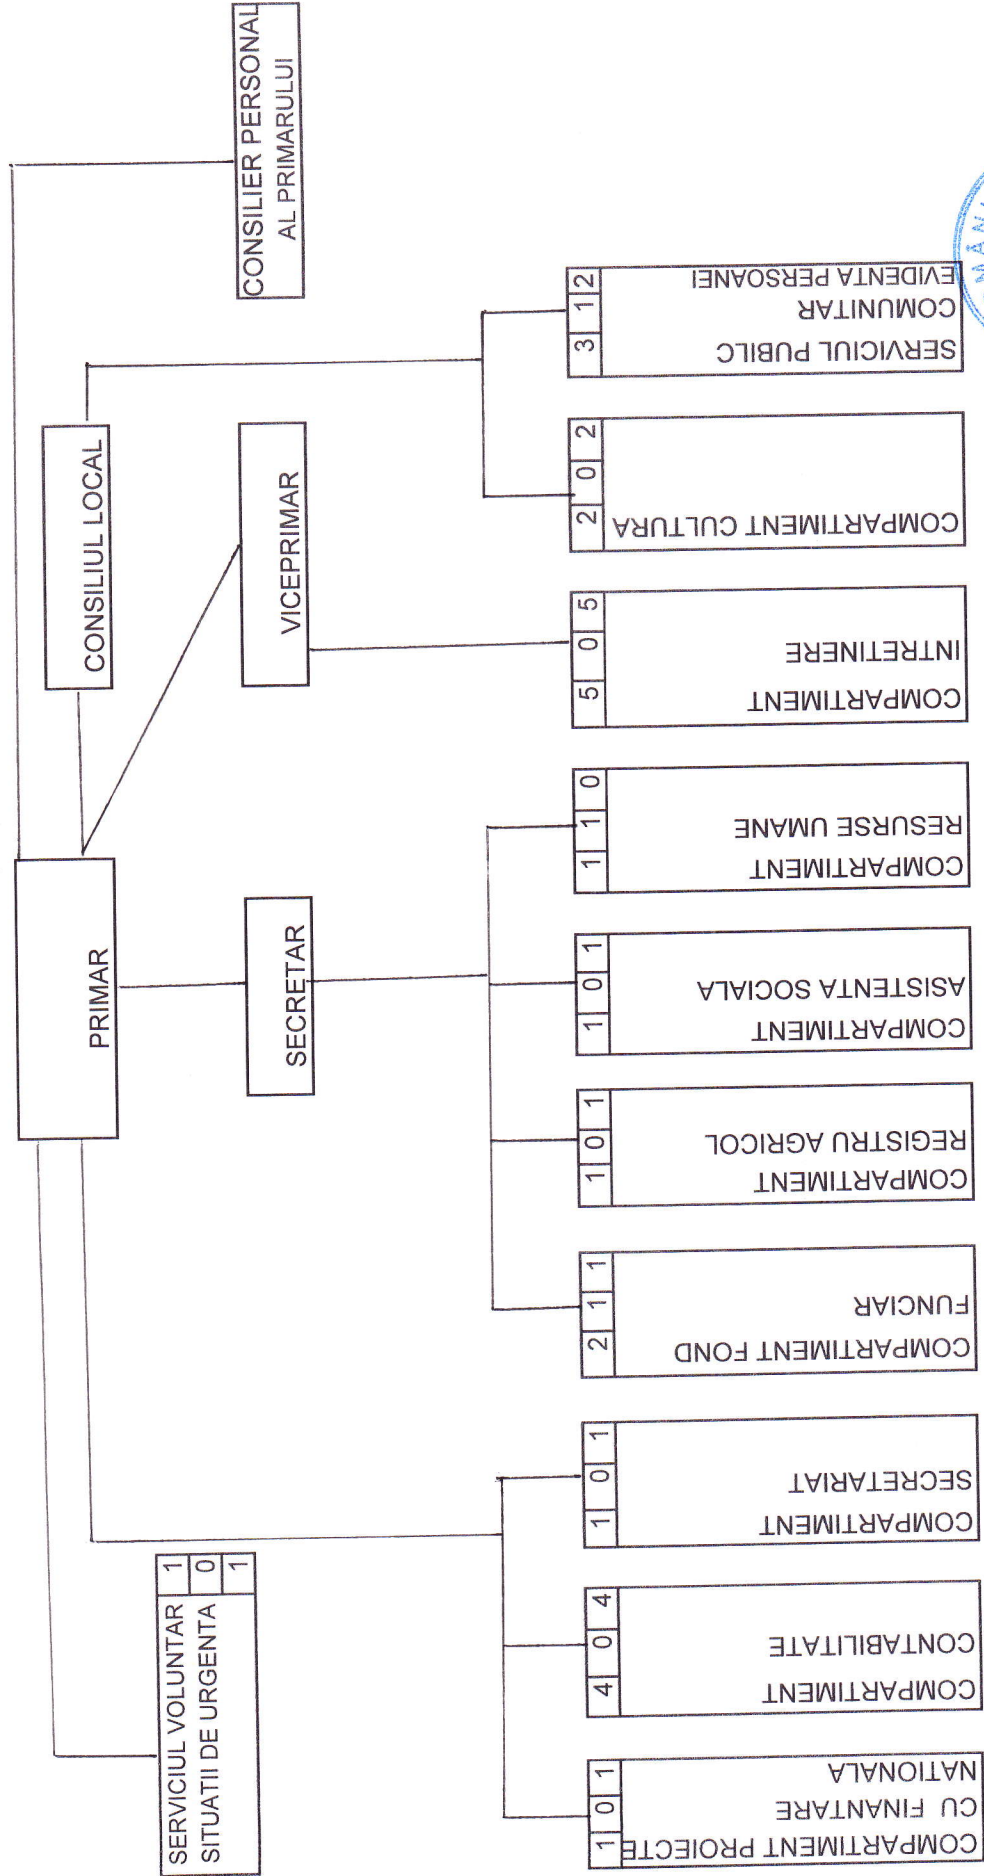 PRIMAR
CONSILIUL LOCAL
SERVICIUL VOLUNTAR 1
SITUATII DE URGENTA 0
1
SECRETAR
VICEPRIMAR
CONSILIER PERSONAL
AL PRIMARULUI
1 0 1
COMPARTIMENT PROIECTE
CU FINANTARE
NATIONALA
4 0 4
COMPARTIMENT
CONTABILITATE
1 0 1
COMPARTIMENT
SECRETARIAT
2 1 1
COMPARTIMENT FOND
FUNCIAR
1 0 1
COMPARTIMENT
REGISTRU AGRICOL
1 0 1
COMPARTIMENT
ASISTENTA SOCIALA
1 1 0
COMPARTIMENT
RESURSE UMANE
5 0 5
COMPARTIMENT
INTRETINERE
2 0 2
COMPARTIMENT CULTURA
3 1 2
SERVICIUL PUBILC
COMUNITAR
EVIDENTA PERSOANEI